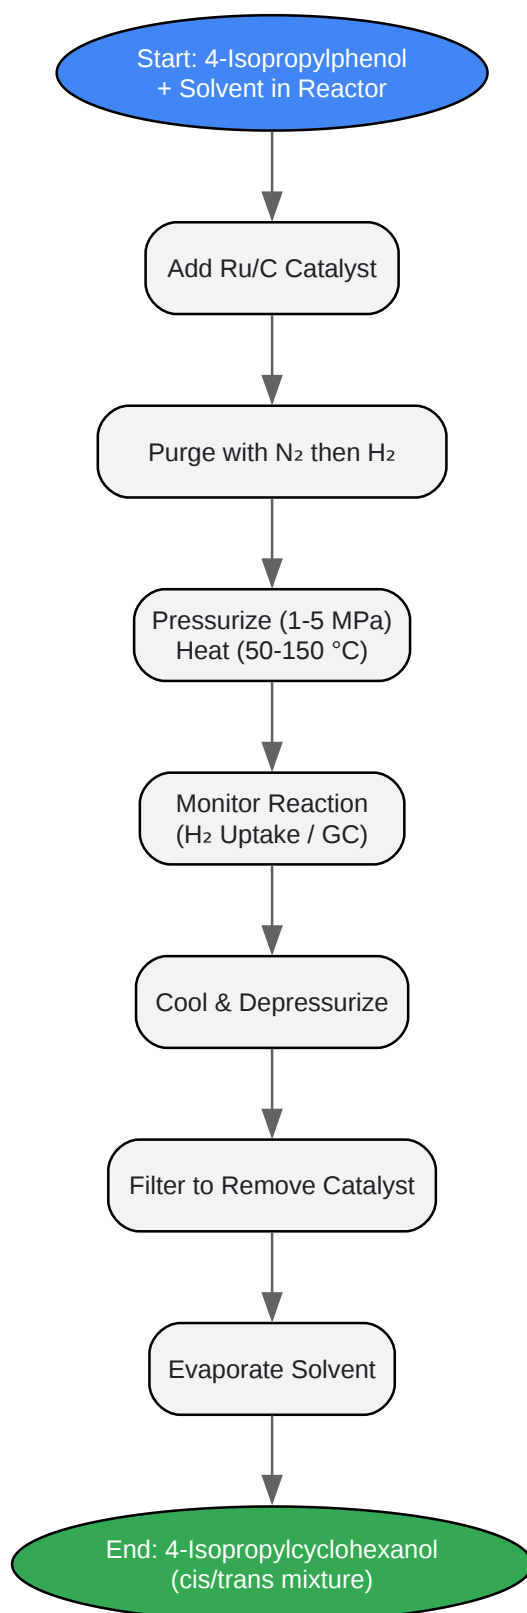 Start: 4-Isopropylphenol
+ Solvent in Reactor
Add Ru/C Catalyst
Purge with N₂ then H₂
Pressurize (1-5 MPa)
Heat (50-150 °C)
Monitor Reaction
(H₂ Uptake / GC)
Cool & Depressurize
Filter to Remove Catalyst
Evaporate Solvent
End: 4-Isopropylcyclohexanol
(cis/trans mixture)